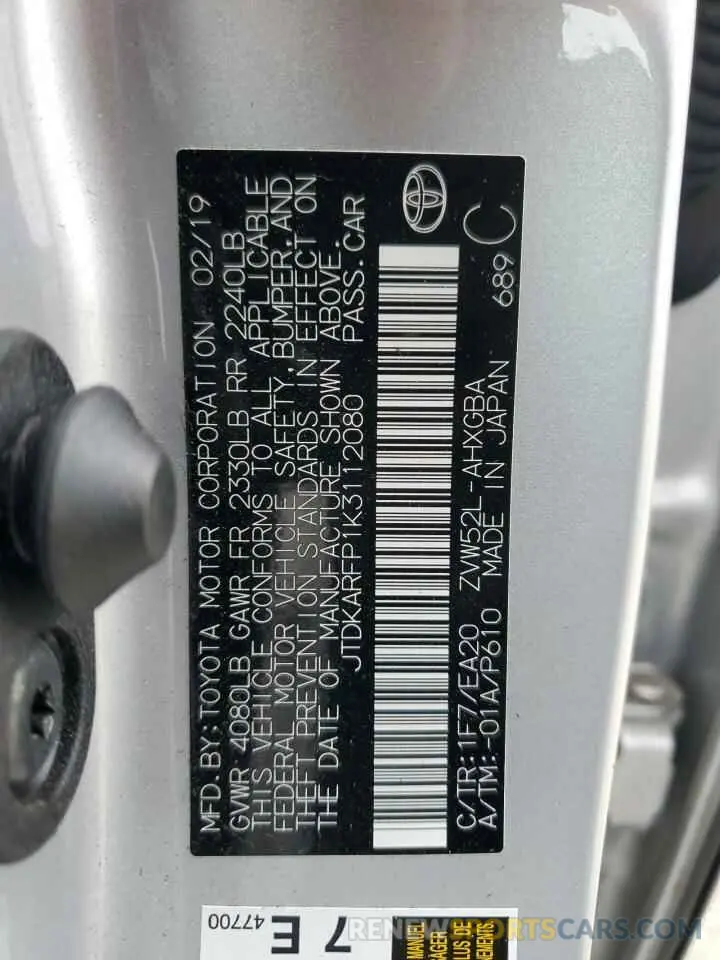 MFD.BY:TOYOTA MOTOR CORPORATION 02/19
GVWR 4080LB GAWR FR 2330LB RR 2240LB
THIS VEHICLE CONFORMS TO ALL APPLICABLE
FEDERAL MOTOR VEHICLE SAFETY,BUMPER,AND
THEFT PREVENTION STANDARDS IN EFFECT ON
THE DATE OF MANUFACTURE SHOWN ABOVE.
JTDKARFP1K3112080 PASS.CAR
C/TR:1F7/EA20 ZVW52L-AHXGBA 689
A/TM:-01A/P610 MADE IN JAPAN
C
47700
7 E
MANUEL
PLUS DE
RENEWSPORTSCARS.COM